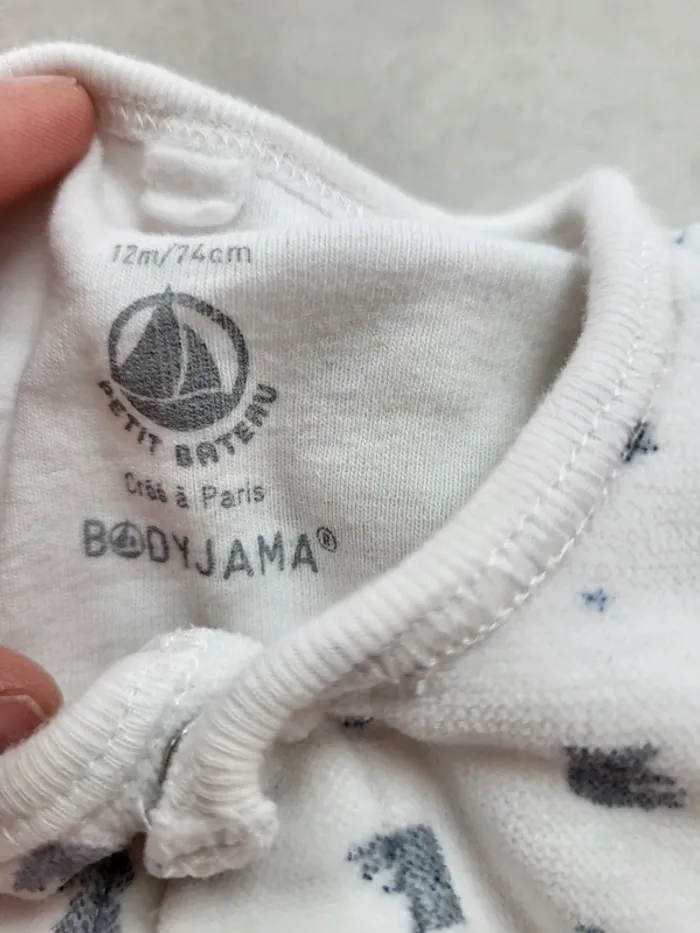 12m/74cm
PETIT BATEAU
Créé à Paris
BODYJAMA®